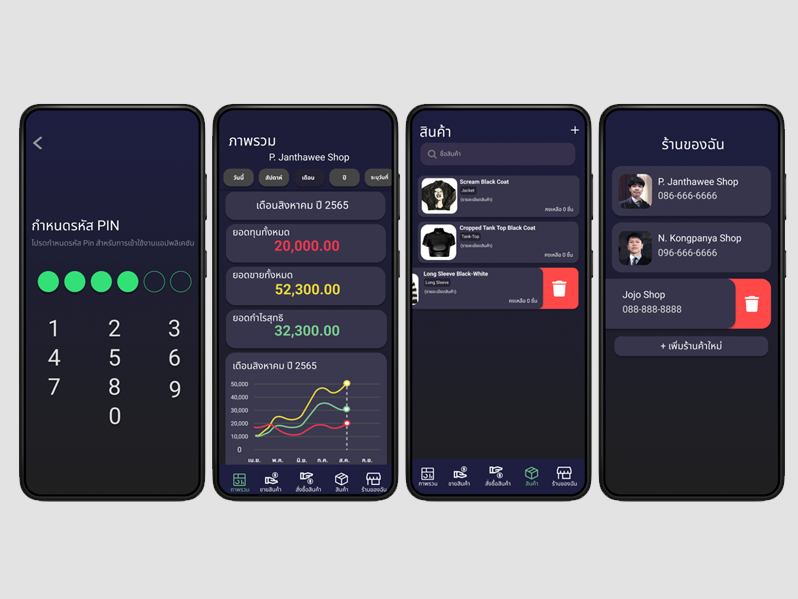 กำหนดรหัส PIN
โปรดกำหนดรหัส Pin สำหรับการเข้าใช้งานแอปพลิเคชัน
1 2 3
4 5 6
7 8 9
0
ภาพรวม
P. Janthawee Shop
วันนี้ สัปดาห์ เดือน ปี ระบุวันที่
เดือนสิงหาคม ปี 2565
ยอดทุนทั้งหมด
20,000.00
ยอดขายทั้งหมด
52,300.00
ยอดกำไรสุทธิ
32,300.00
เดือนสิงหาคม ปี 2565
50,000
40,000
30,000
20,000
10,000
0
เม.ย. พ.ค. มิ.ย. ก.ค. ส.ค. ก.ย.
ภาพรวม ขายสินค้า สั่งซื้อสินค้า สินค้า ร้านของฉัน
สินค้า +
ชื่อสินค้า
Scream Black Coat
Jacket
(รายละเอียดสินค้า)
คงเหลือ 0 ชิ้น
Cropped Tank Top Black Coat
Tank-Top
(รายละเอียดสินค้า)
คงเหลือ 0 ชิ้น
Long Sleeve Black-White
Long Sleeve
(รายละเอียดสินค้า)
คงเหลือ 0 ชิ้น
ภาพรวม ขายสินค้า สั่งซื้อสินค้า สินค้า ร้านของฉัน
ร้านของฉัน
P. Janthawee Shop
086-666-6666
N. Kongpanya Shop
096-666-6666
Jojo Shop
088-888-8888
+ เพิ่มร้านค้าใหม่